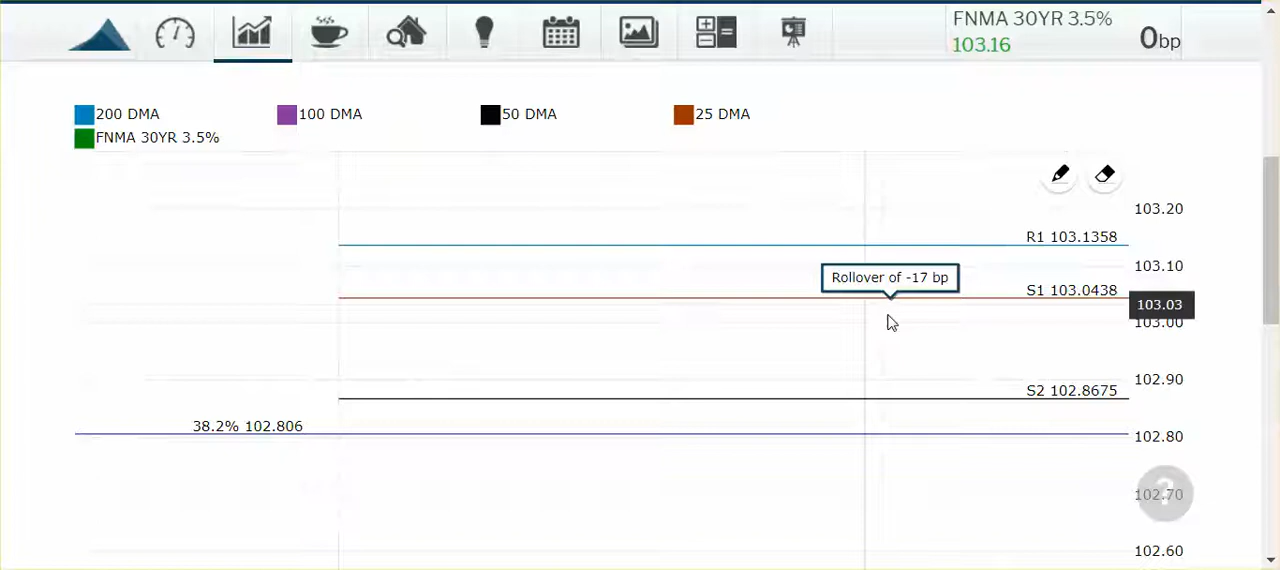 FNMA 30YR 3.5%
103.16
0bp
200 DMA
100 DMA
50 DMA
25 DMA
FNMA 30YR 3.5%
103.20
R1 103.1358
103.10
Rollover of -17 bp
S1 103.0438
103.03
103.00
102.90
S2 102.8675
38.2% 102.806
102.80
?
102.70
102.60